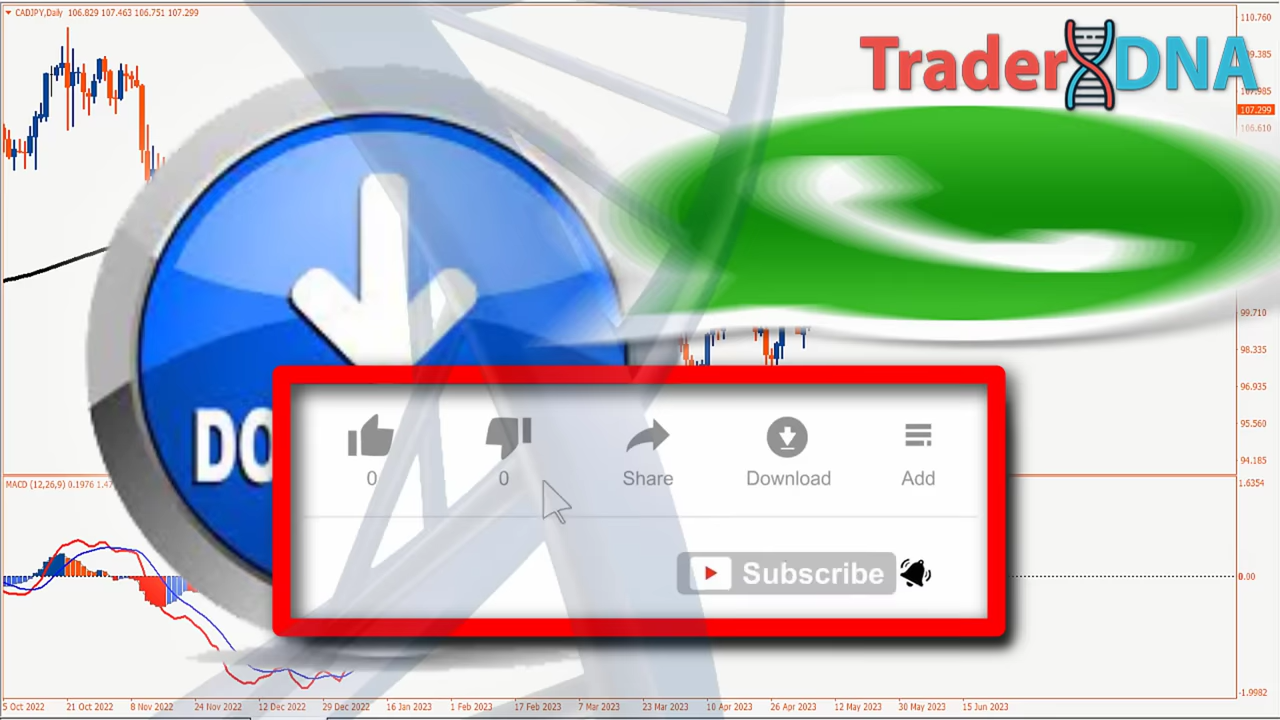 CADJPY,Daily 106.829 107.463 106.751 107.299
TraderDNA
110.760
107.299
106.610
99.710
98.335
96.935
95.560
94.185
DO
0
0
Share
Download
Add
Subscribe
MACD (12,26,9) 0.1976
1.6354
0.00
-1.9982
21 Oct 2022
8 Nov 2022
24 Nov 2022
12 Dec 2022
29 Dec 2022
16 Jan 2023
1 Feb 2023
17 Feb 2023
7 Mar 2023
23 Mar 2023
10 Apr 2023
26 Apr 2023
12 May 2023
30 May 2023
15 Jun 2023